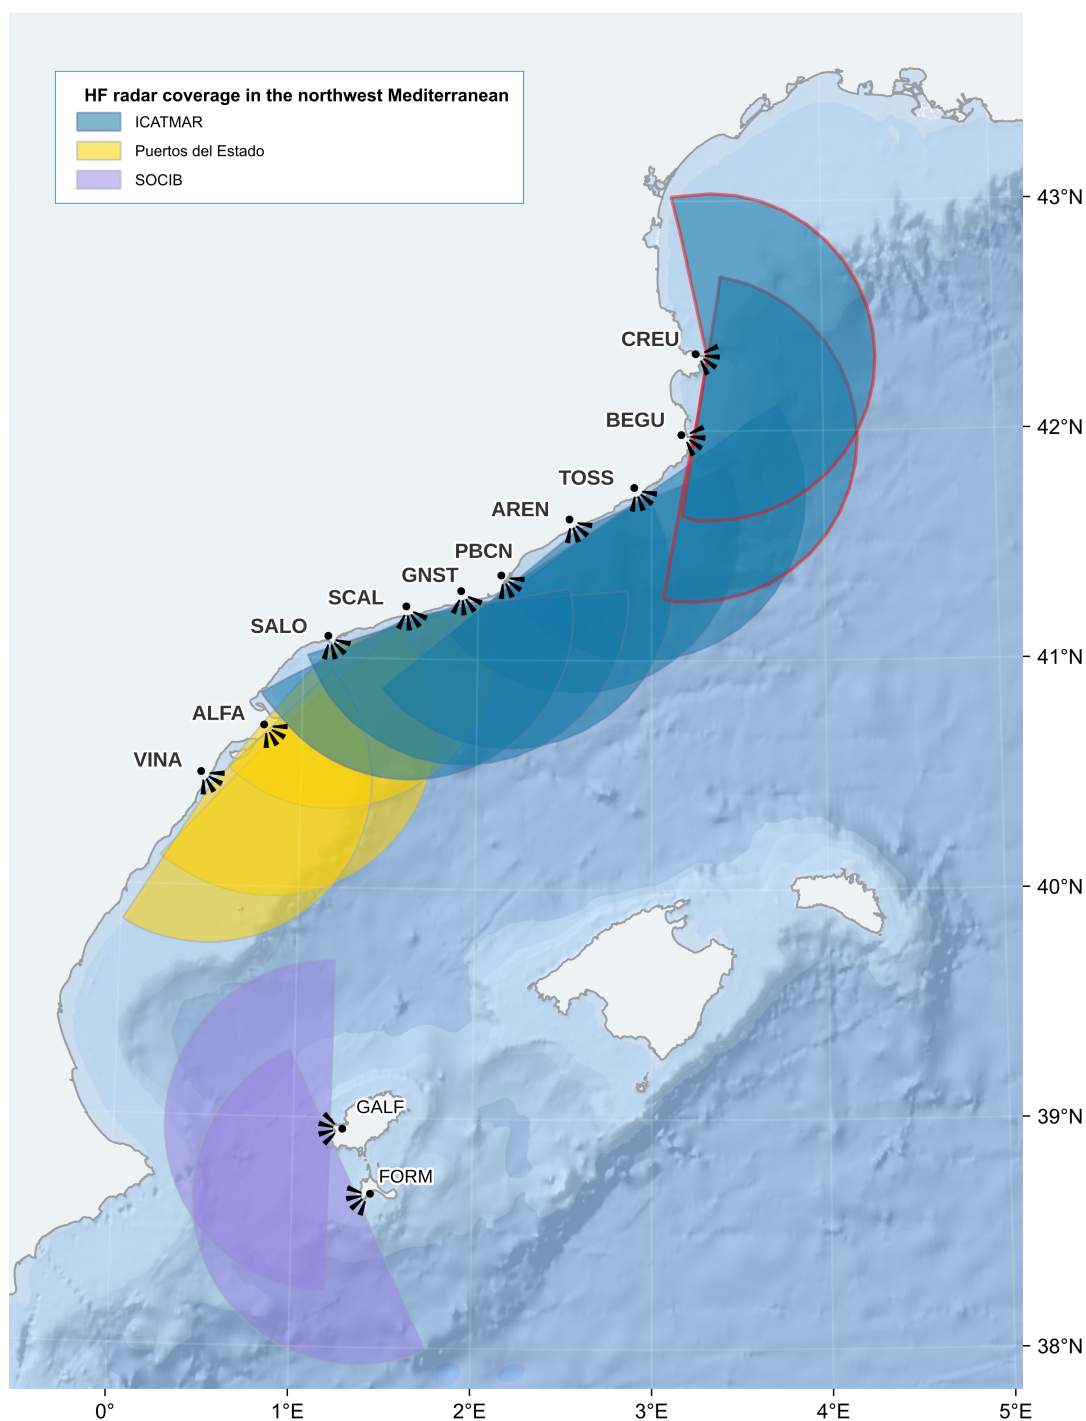 HF radar coverage in the northwest Mediterranean
ICATMAR
Puertos del Estado
SOCIB
43°N
CREU
42°N
BEGU
TOSS
AREN
PBCN
GNST
SCAL
SALO
41°N
ALFA
VINA
40°N
GALF
39°N
FORM
38°N
0° 1°E 2°E 3°E 4°E 5°E